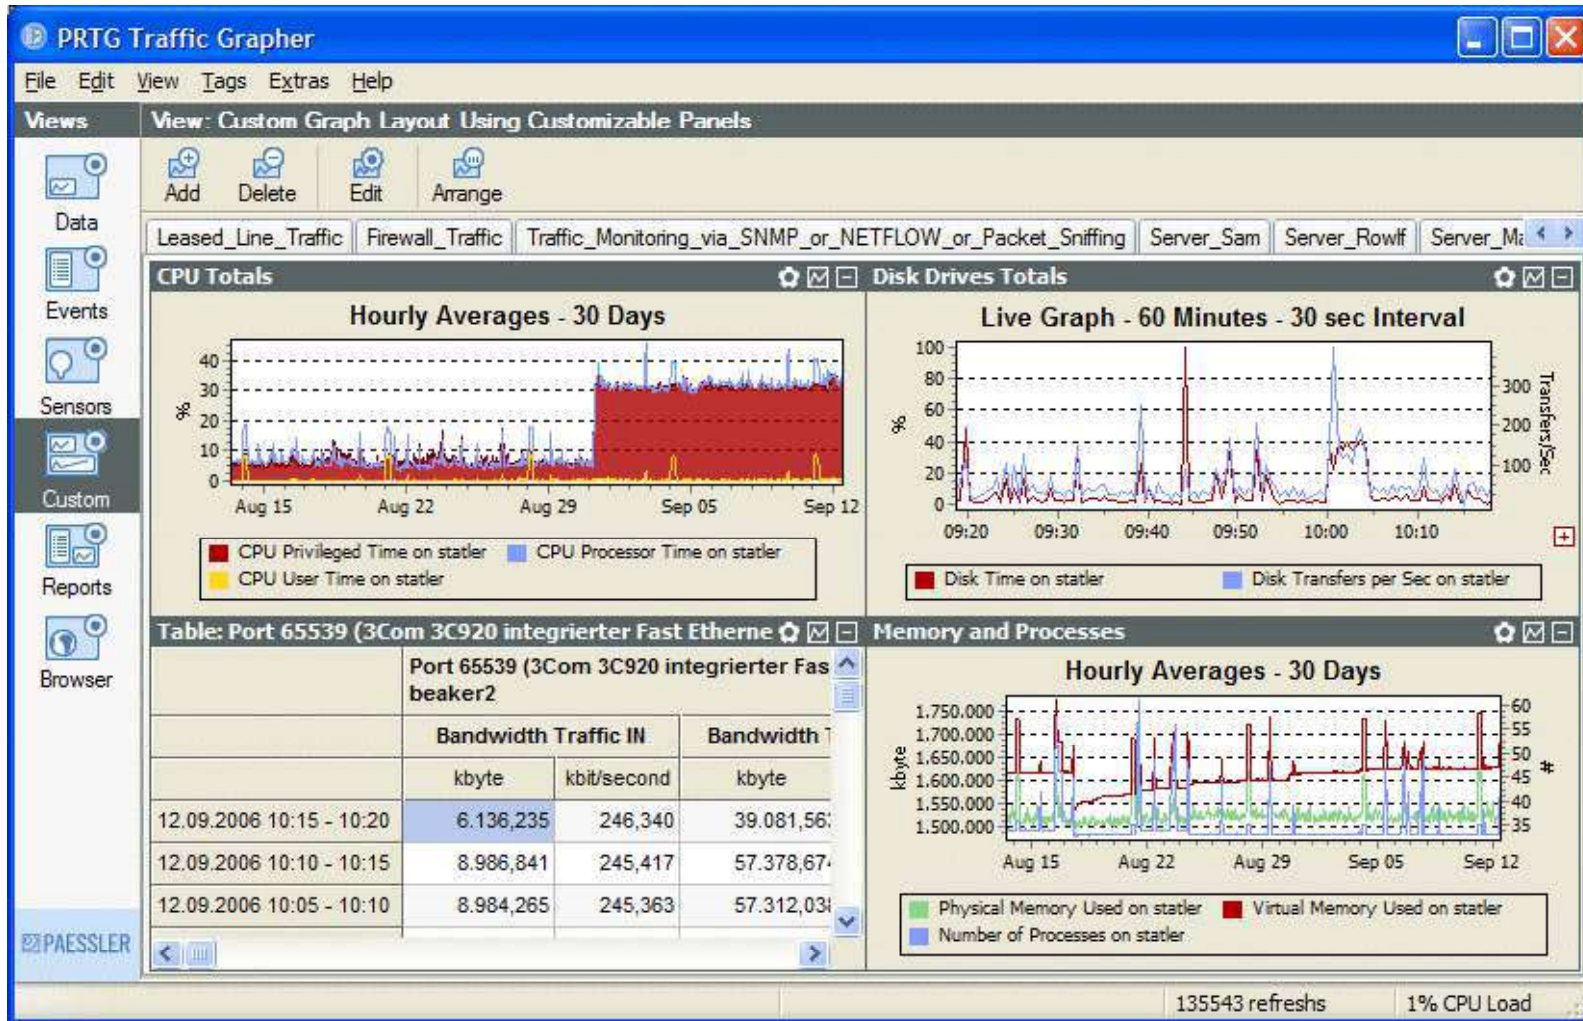 PRTG Traffic Grapher
File Edit View Tags Extras Help
Views
View: Custom Graph Layout Using Customizable Panels
Data
Events
Sensors
Custom
Reports
Browser
PAESSLER
Add Delete Edit Arrange
Leased_Line_Traffic Firewall_Traffic Traffic_Monitoring_via_SNMP_or_NETFLOW_or_Packet_Sniffing Server_Sam Server_Rowlf Server_Ma
CPU Totals
Hourly Averages - 30 Days
%
40
30
20
10
0
Aug 15 Aug 22 Aug 29 Sep 05 Sep 12
CPU Privileged Time on statler CPU Processor Time on statler
CPU User Time on statler
Disk Drives Totals
Live Graph - 60 Minutes - 30 sec Interval
%
100
80
60
40
20
0
300
200
100
Transfers/Sec
09:20 09:30 09:40 09:50 10:00 10:10
Disk Time on statler Disk Transfers per Sec on statler
Table: Port 65539 (3Com 3C920 integrierter Fast Etherne
Port 65539 (3Com 3C920 integrierter Fas
beaker2
Bandwidth Traffic IN Bandwidth T
kbyte kbit/second kbyte
12.09.2006 10:15 - 10:20 6.136,235 246,340 39.081,562
12.09.2006 10:10 - 10:15 8.986,841 245,417 57.378,674
12.09.2006 10:05 - 10:10 8.984,265 245,363 57.312,038
Memory and Processes
Hourly Averages - 30 Days
kbyte
1.750.000
1.700.000
1.650.000
1.600.000
1.550.000
1.500.000
60
55
50
45
40
35
#
Aug 15 Aug 22 Aug 29 Sep 05 Sep 12
Physical Memory Used on statler Virtual Memory Used on statler
Number of Processes on statler
135543 refreshs 1% CPU Load